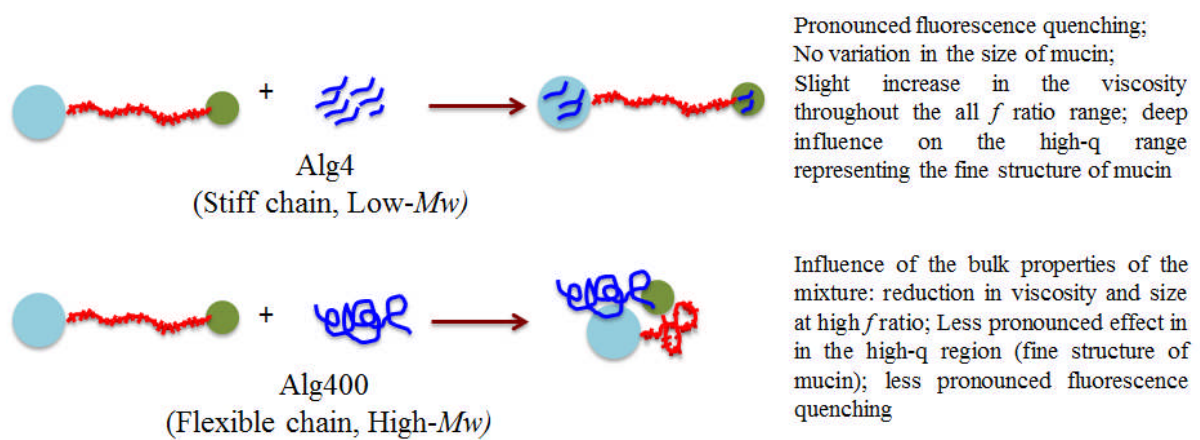 Pronounced fluorescence quenching;
No variation in the size of mucin;
Slight increase in the viscosity
throughout the all f ratio range; deep
influence on the high-q range
representing the fine structure of mucin
+
Alg4
(Stiff chain, Low-Mw)
Influence of the bulk properties of the
mixture: reduction in viscosity and size
at high f ratio; Less pronounced effect in
in the high-q region (fine structure of
mucin); less pronounced fluorescence
quenching
+
Alg400
(Flexible chain, High-Mw)